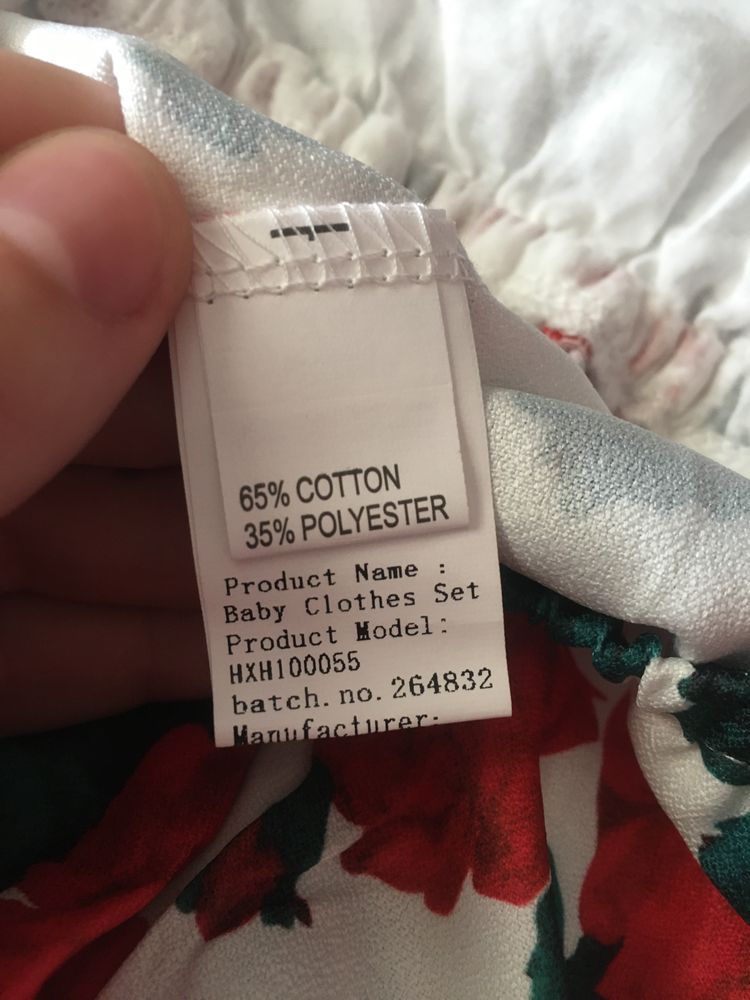 65% COTTON
35% POLYESTER
Product Name :
Baby Clothes Set
Product Model:
HXH100055
batch.no.264832
Manufacturer: